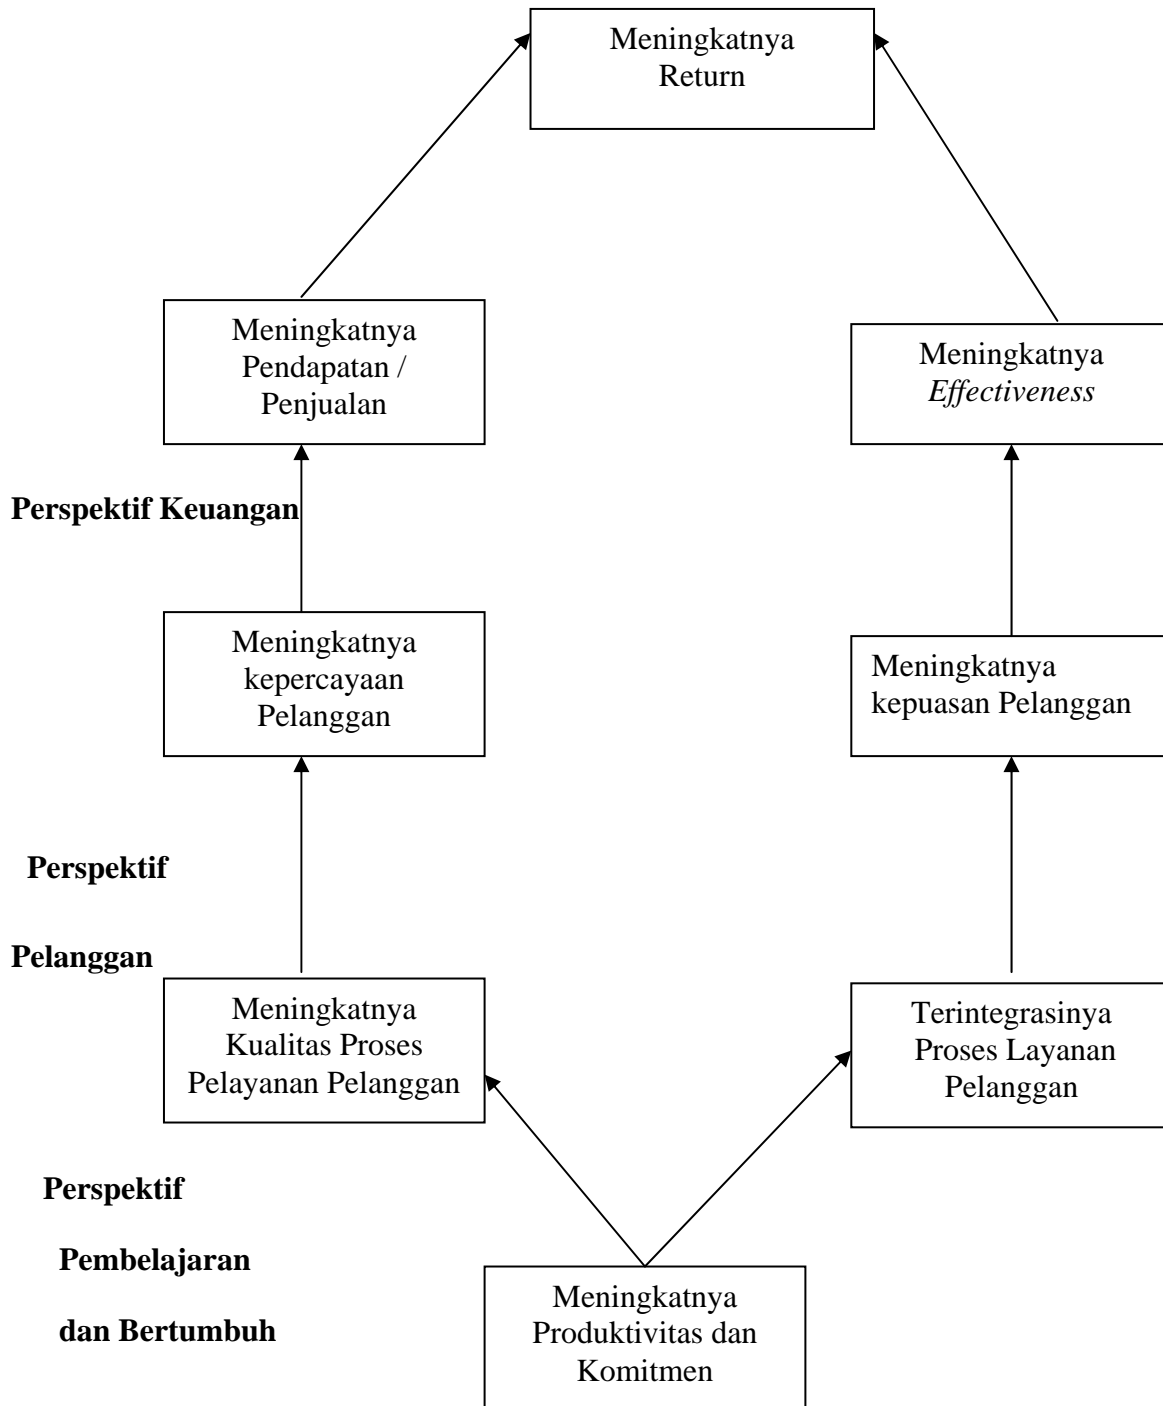 Meningkatnya
Return
Meningkatnya
Pendapatan /
Penjualan
Meningkatnya
Effectiveness
Perspektif Keuangan
Meningkatnya
kepercayaan
Pelanggan
Meningkatnya
kepuasan Pelanggan
Perspektif
Pelanggan
Meningkatnya
Kualitas Proses
Pelayanan Pelanggan
Terintegrasinya
Proses Layanan
Pelanggan
Perspektif
Pembelajaran
dan Bertumbuh
Meningkatnya
Produktivitas dan
Komitmen